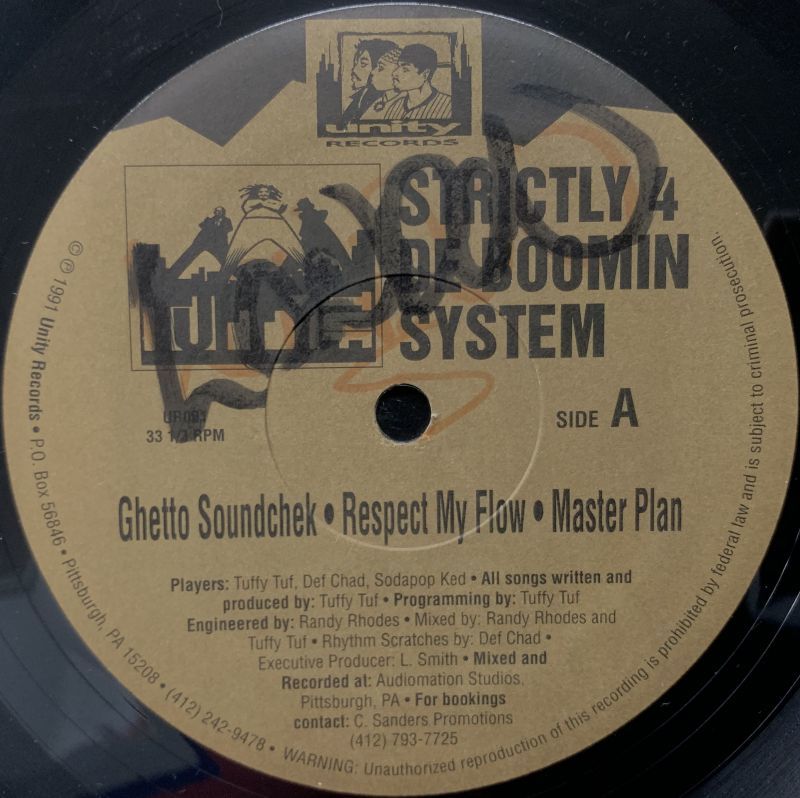 unity
RECORDS
STRICTLY 4
DE BOOMIN
SYSTEM
33 1/3 RPM
SIDE A
Ghetto Soundchek • Respect My Flow • Master Plan
Players: Tuffy Tuf, Def Chad, Sodapop Ked • All songs written and
produced by: Tuffy Tuf • Programming by: Tuffy Tuf
Engineered by: Randy Rhodes • Mixed by: Randy Rhodes and
Tuffy Tuf • Rhythm Scratches by: Def Chad •
Executive Producer: L. Smith • Mixed and
Recorded at: Audiomation Studios,
Pittsburgh, PA • For bookings
contact: C. Sanders Promotions
(412) 793-7725
© ℗ 1991 Unity Records • P.O. Box 56846 • Pittsburgh, PA 15208 • (412) 242-9478 • WARNING: Unauthorized reproduction of this recording is prohibited by federal law and is subject to criminal prosecution.